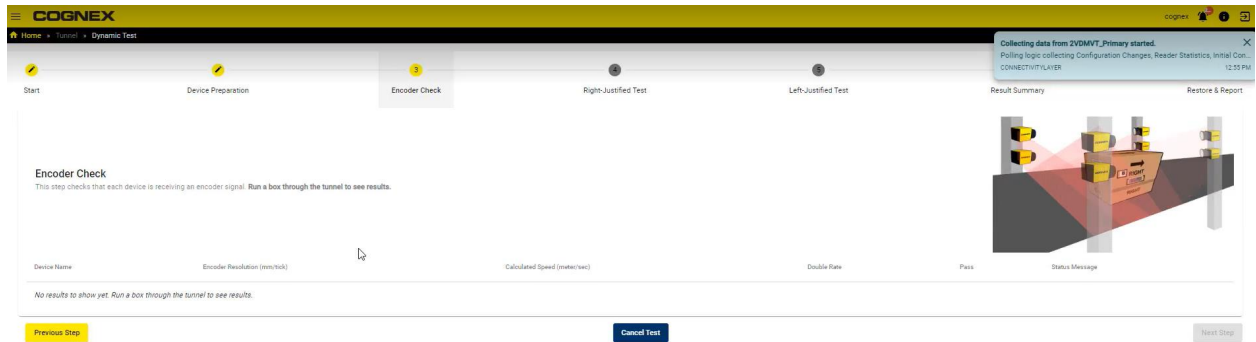 COGNEX
cognex
Home » Tunnel » Dynamic Test
Collecting data from 2VDMVT_Primary started.
Polling logic collecting Configuration Changes, Reader Statistics, Initial Con...
CONNECTIVITYLAYER 12:55 PM
3 4 5
Start Device Preparation Encoder Check Right-Justified Test Left-Justified Test Result Summary Restore & Report
Encoder Check
This step checks that each device is receiving an encoder signal. Run a box through the tunnel to see results.
RIGHT
Device Name Encoder Resolution (mm/tick) Calculated Speed (meter/sec) Double Rate Pass Status Message
No results to show yet. Run a box through the tunnel to see results.
Previous Step Cancel Test Next Step